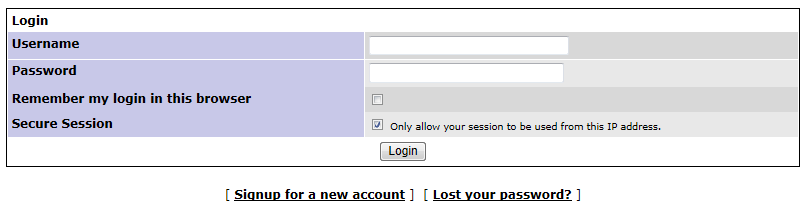 Login
Username
Password
Remember my login in this browser
Secure Session Only allow your session to be used from this IP address.
Login
[ Signup for a new account ] [ Lost your password? ]